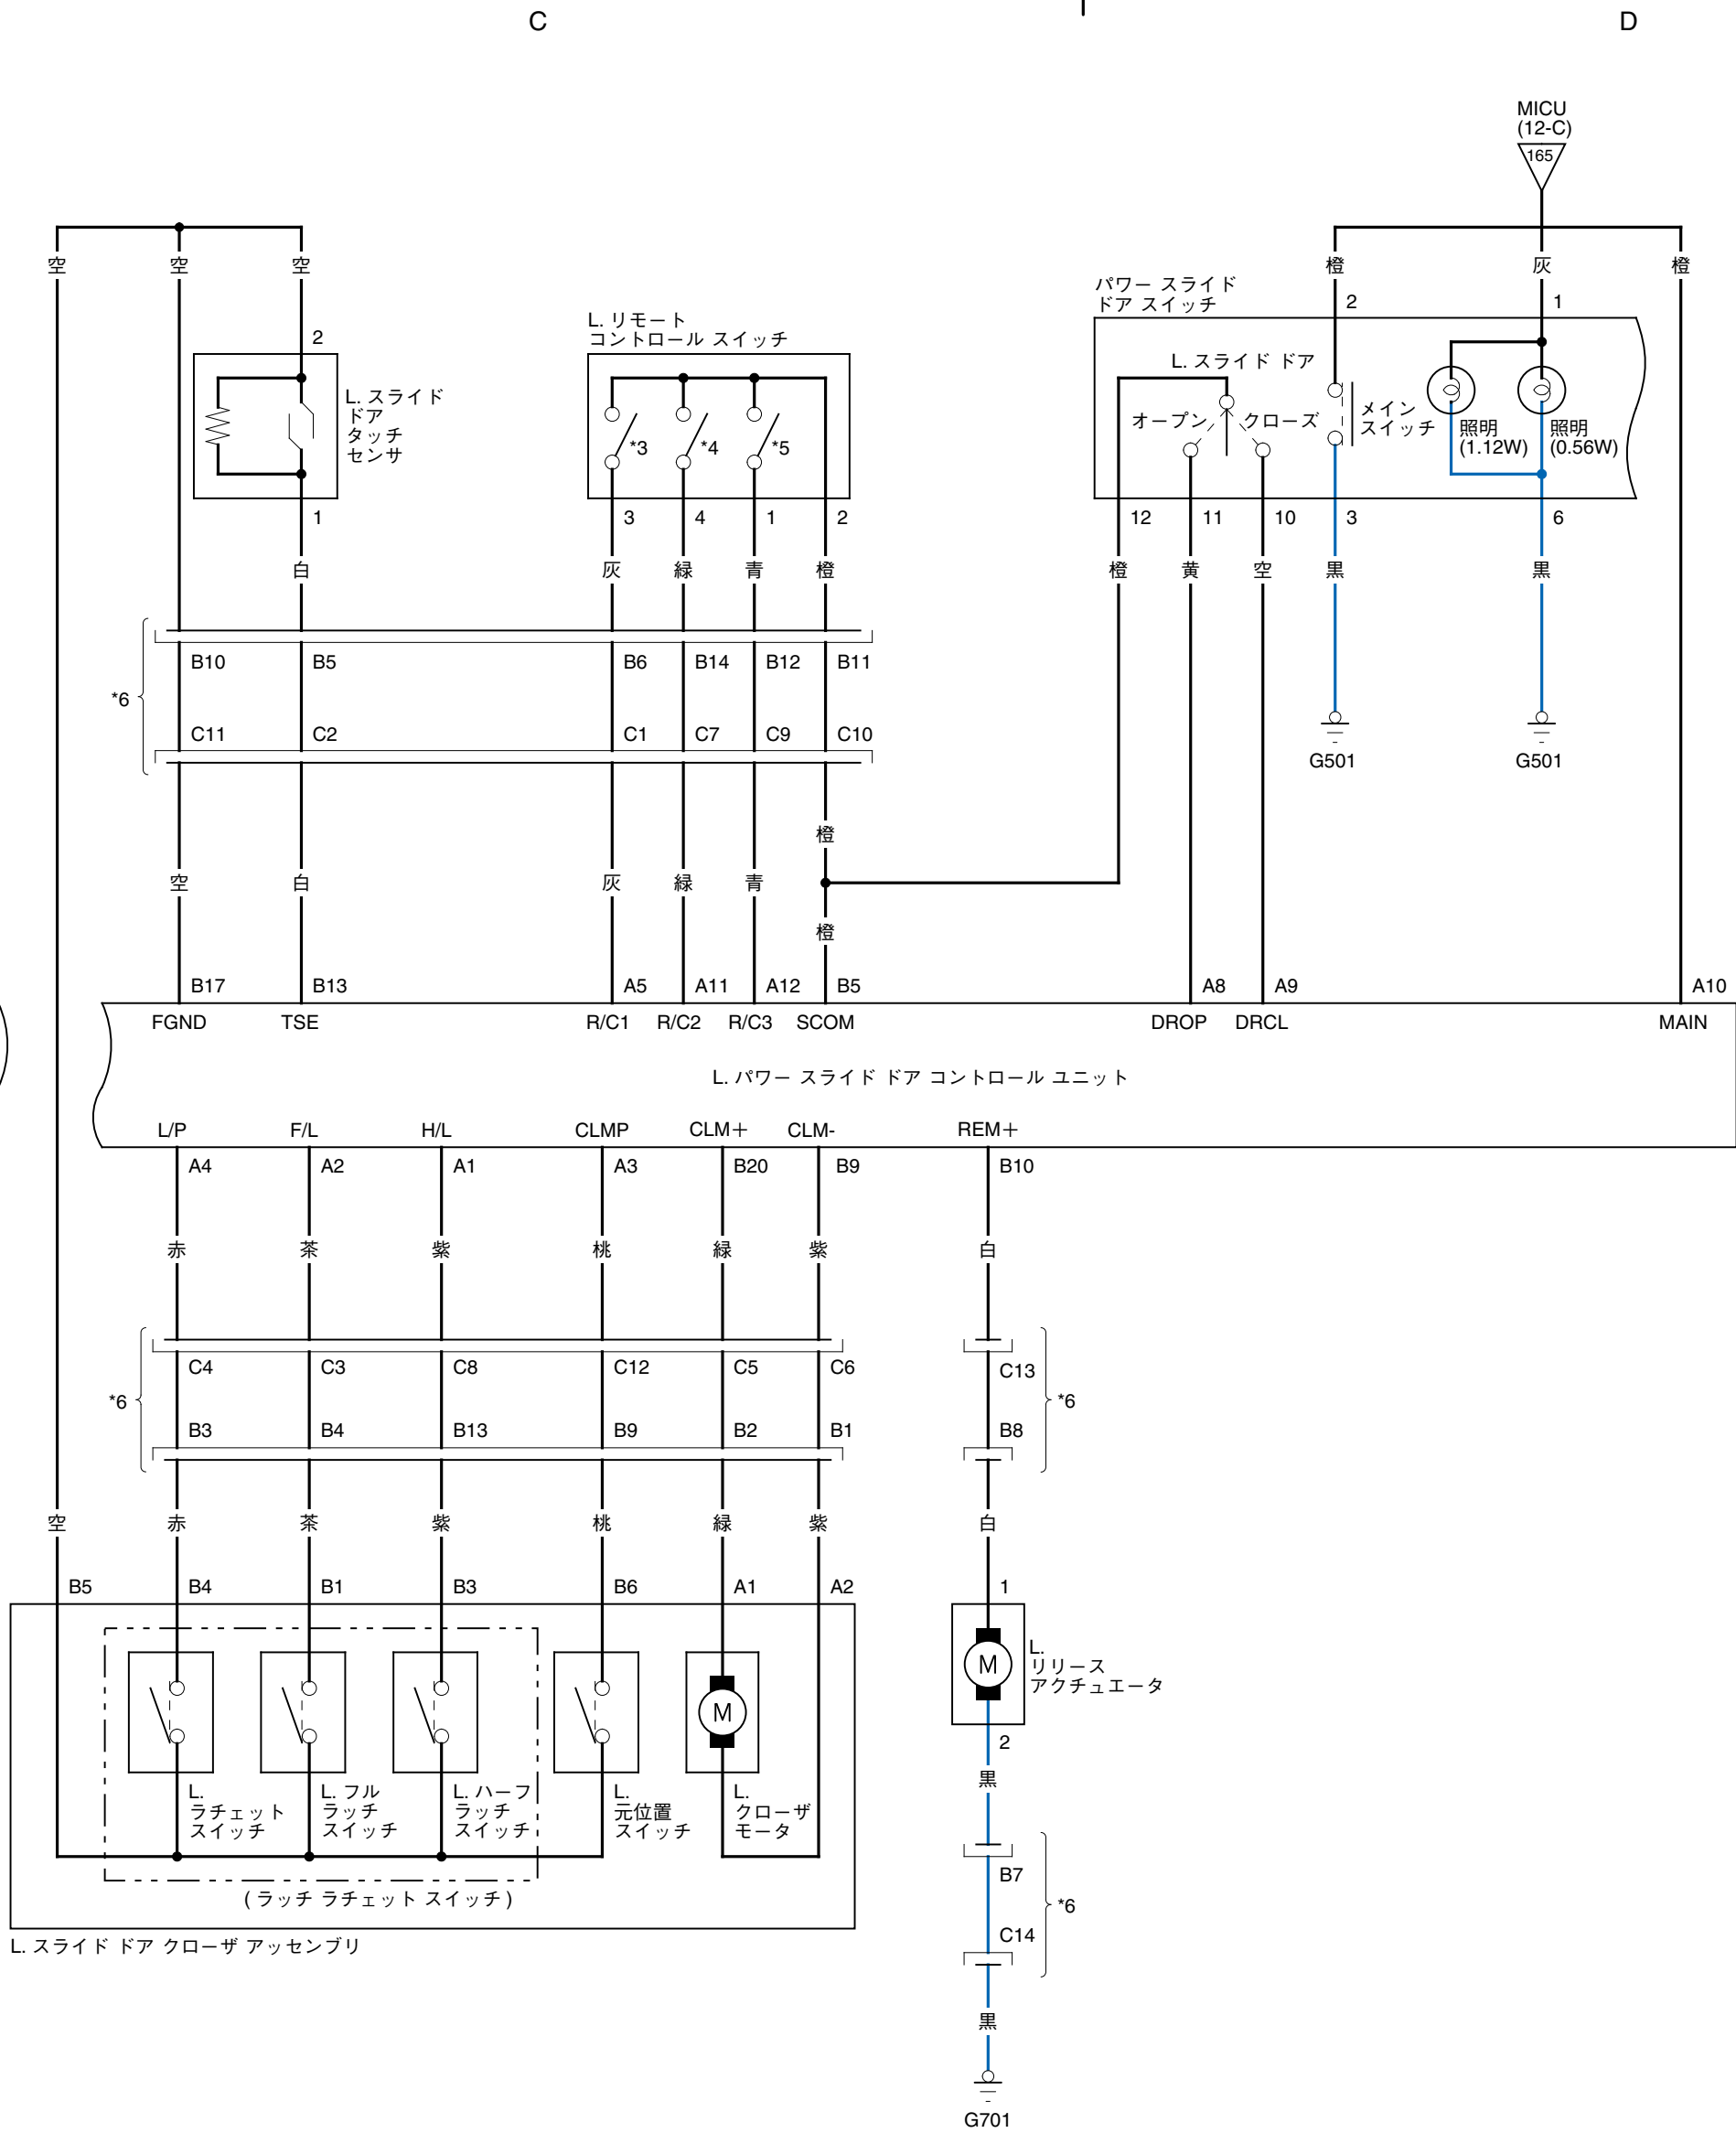 C
D
MICU
(12-C)
165
空 空 空 橙 灰 橙
パワー スライド
ドア スイッチ
2 1
L. リモート
コントロール スイッチ
2
L. スライド
ドア
タッチ
センサ
*3 *4 *5
L. スライド ドア
オープン クローズ
メイン
スイッチ
照明
(1.12W)
照明
(0.56W)
1 3 4 1 2 12 11 10 3 6
白 灰 緑 青 橙 橙 黄 空 黒 黒
B10 B5 B6 B14 B12 B11
*6
C11 C2 C1 C7 C9 C10
G501 G501
橙
空 白 灰 緑 青
橙
B17 B13 A5 A11 A12 B5 A8 A9 A10
FGND TSE R/C1 R/C2 R/C3 SCOM DROP DRCL MAIN
L. パワー スライド ドア コントロール ユニット
L/P F/L H/L CLMP CLM+ CLM- REM+
A4 A2 A1 A3 B20 B9 B10
赤 茶 紫 桃 緑 紫 白
C4 C3 C8 C12 C5 C6 C13
*6 *6
B3 B4 B13 B9 B2 B1 B8
空 赤 茶 紫 桃 緑 紫 白
B5 B4 B1 B3 B6 A1 A2 1
M
L.
リリース
アクチュエータ
M
2
黒
L.
ラチェット
スイッチ
L. フル
ラッチ
スイッチ
L. ハーフ
ラッチ
スイッチ
L.
元位置
スイッチ
L.
クローザ
モータ
(ラッチ ラチェット スイッチ)
B7
*6
C14
L. スライド ドア クローザ アッセンブリ
黒
G701